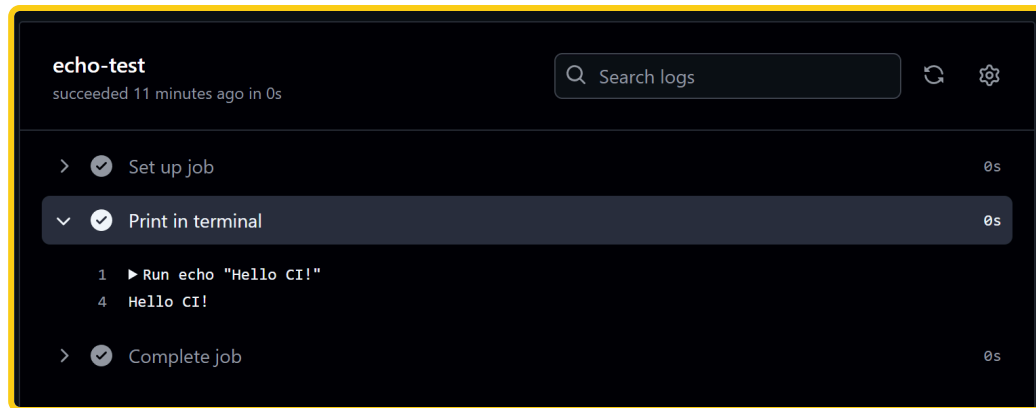 echo-test
succeeded 11 minutes ago in 0s
Search logs
Set up job 0s
Print in terminal 0s
1 Run echo "Hello CI!"
4 Hello CI!
Complete job 0s